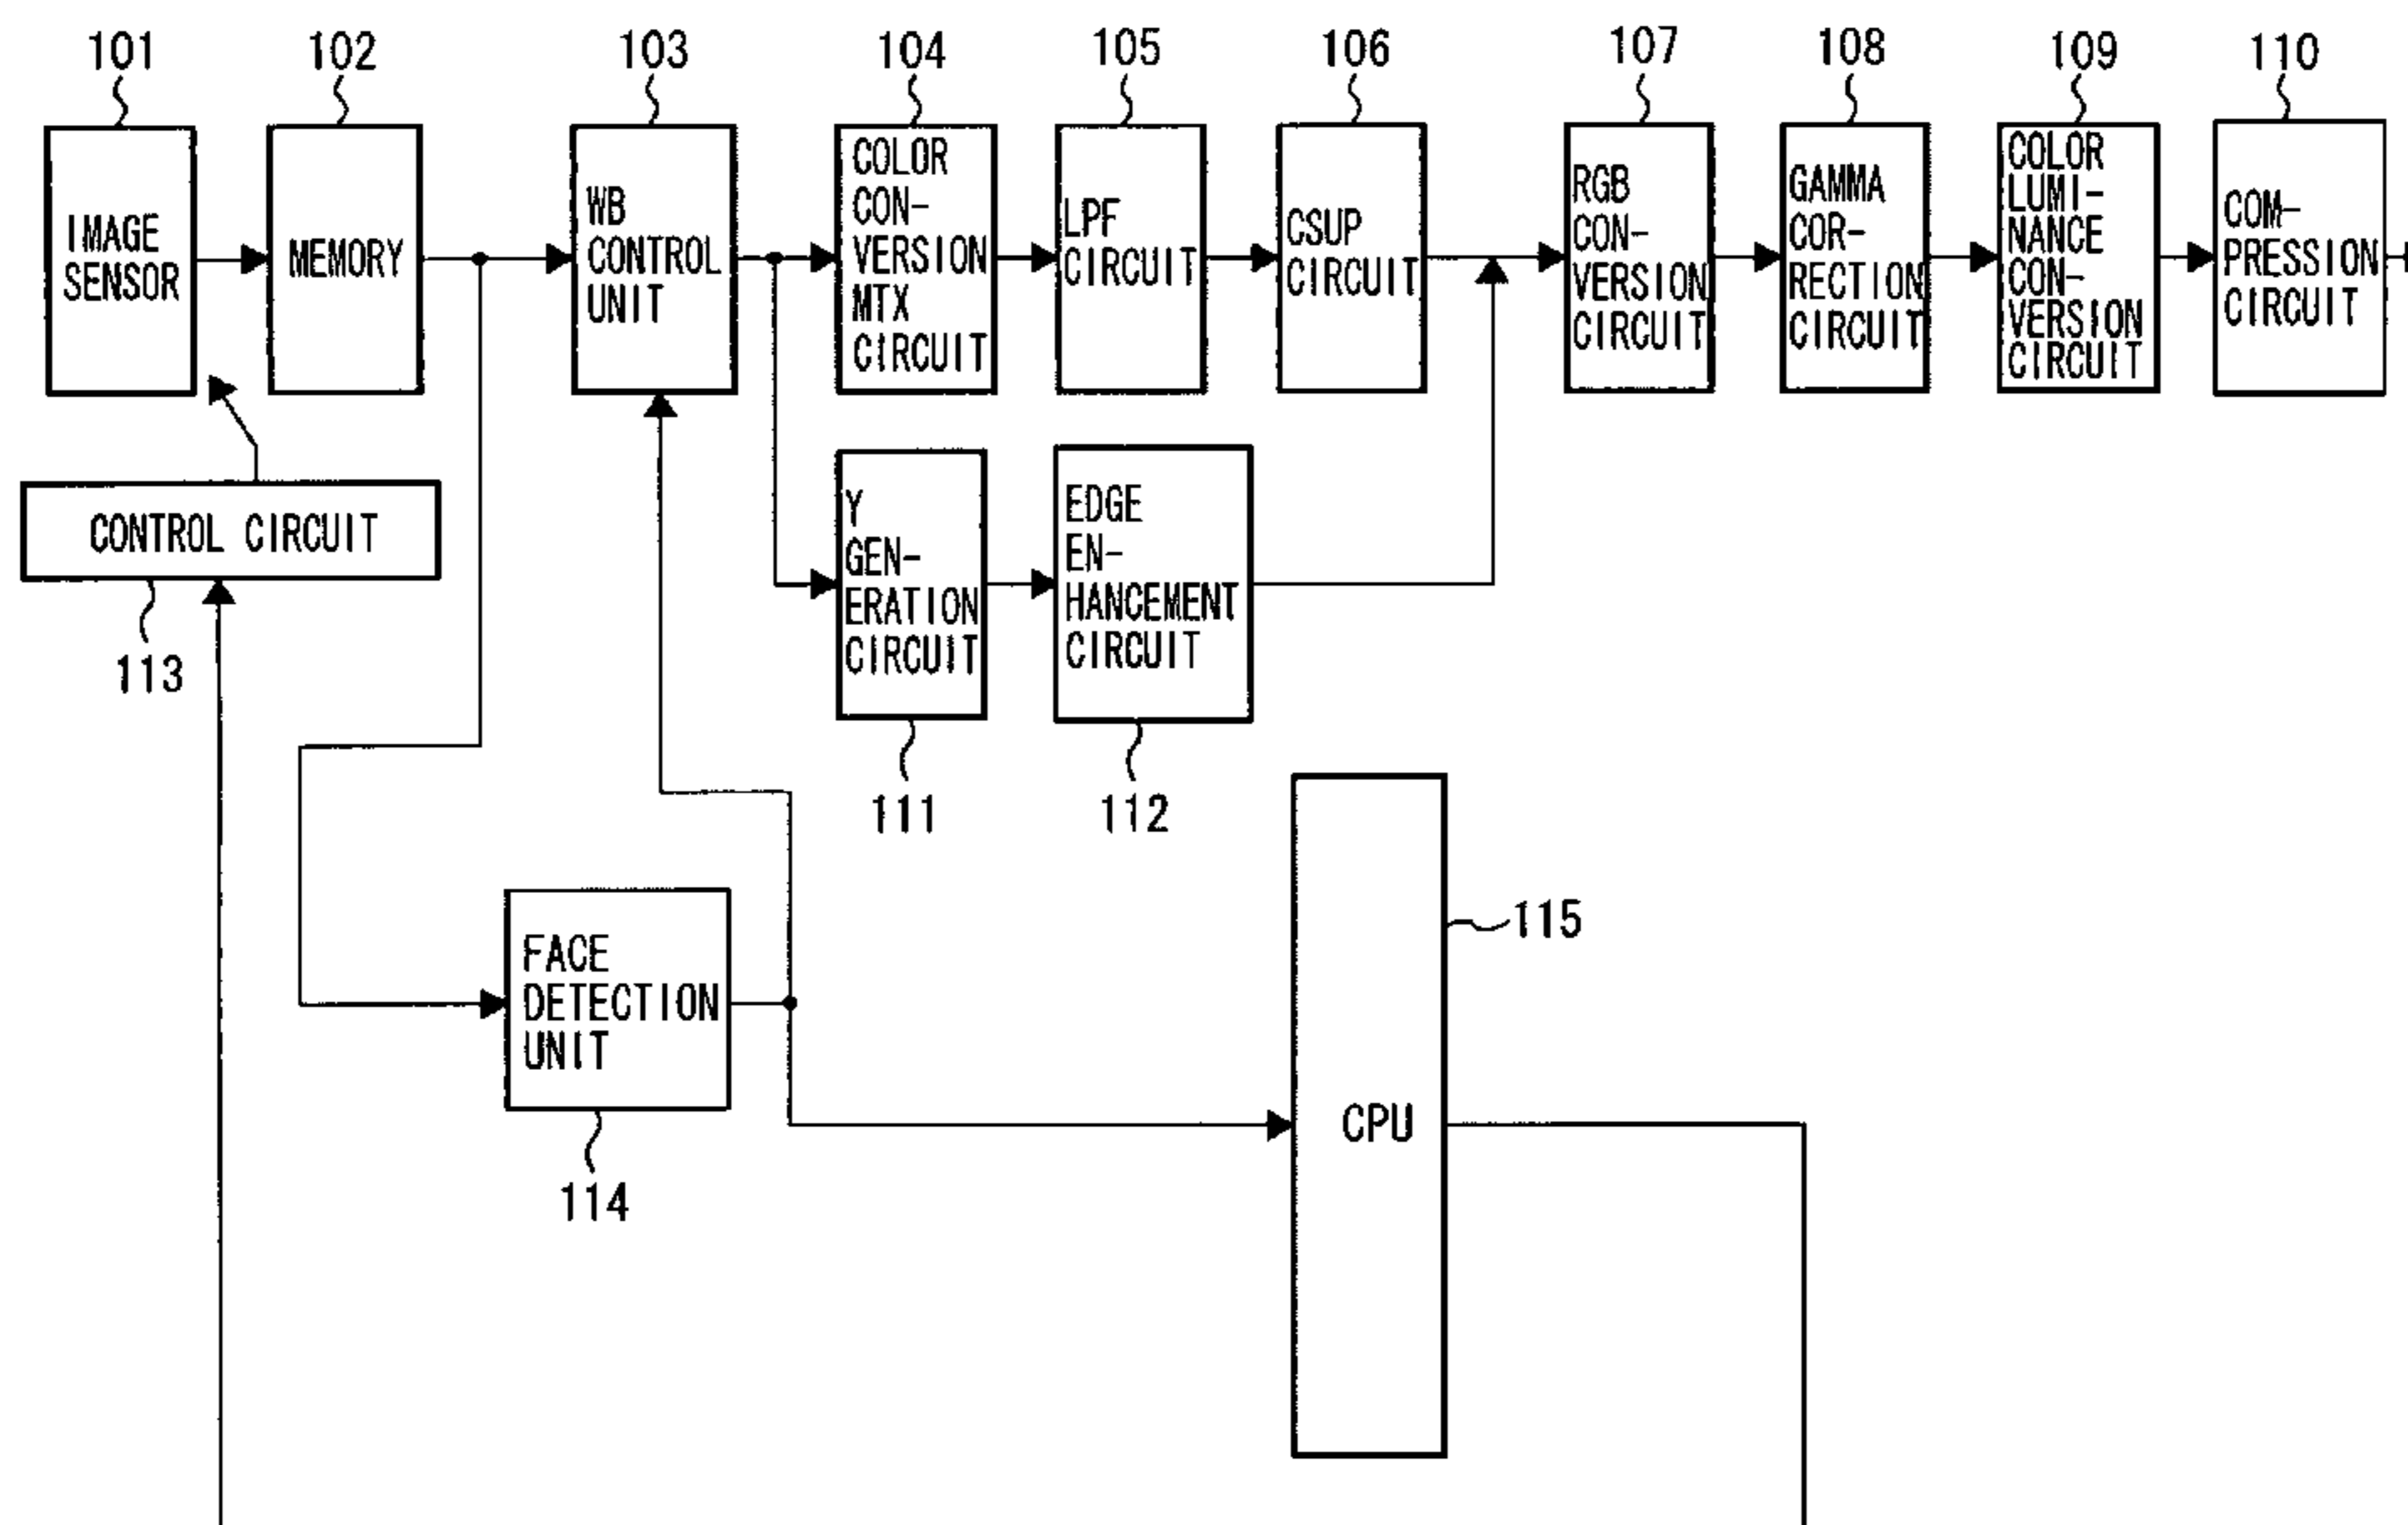 101
102
103
104
105
106
107
108
109
110
IMAGE
SENSOR
MEMORY
WB
CONTROL
UNIT
COLOR
CON-
VERSION
MTX
CIRCUIT
LPF
CIRCUIT
CSUP
CIRCUIT
RGB
CON-
VERSION
CIRCUIT
GAMMA
COR-
RECTION
CIRCUIT
COLOR
LUMI-
NANCE
CON-
VERSION
CIRCUIT
COM-
PRESSION
CIRCUIT
CONTROL CIRCUIT
113
Y
GEN-
ERATION
CIRCUIT
111
EDGE
EN-
HANCEMENT
CIRCUIT
112
FACE
DETECTION
UNIT
114
CPU
115